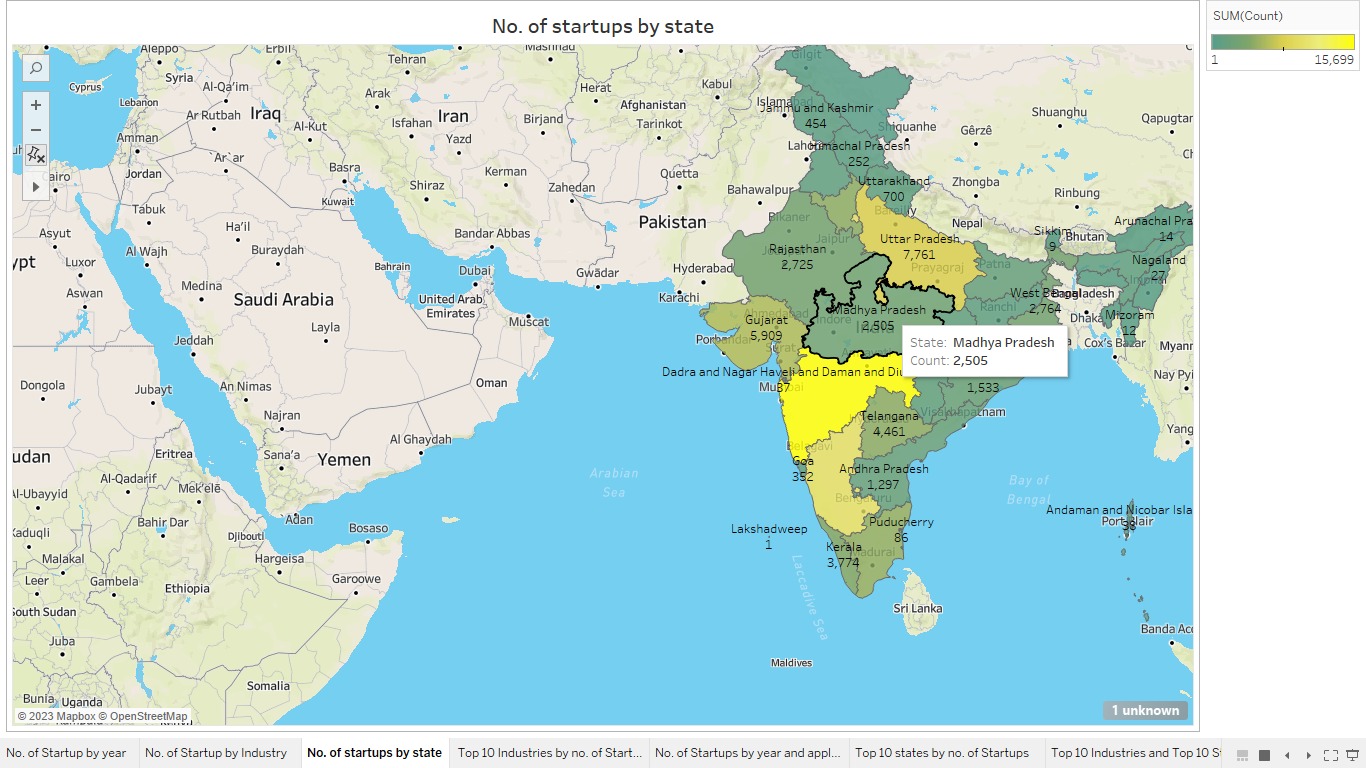 No. of startups by state
SUM(Count)
1
15,699
Aleppo
Erbil
Tehran
Mashhad
Gilgit
Cyprus
Syria
Lebanon
Al-Qa'im
Arak
Herat
Kabul
Afghanistan
Jammu and Kashmir
454
Shiquanhe
Gêrzê
Shuanghu
Qapugtan
Amman
Ar Rutbah
Iraq
Al-Kut
Isfahan
Iran
Yazd
Birjand
Tarinkot
Himachal Pradesh
252
Jordan
Ar`ar
Basra
Kerman
Zahedan
Quetta
Bahawalpur
Uttarakhand
700
Zhongba
Rinbung
Kuwait
Shiraz
Pakistan
Bikaner
Bareilly
Nepal
Sikkim
9
Bhutan
Arunachal Pra
14
Tabuk
Ha'il
Buraydah
Bandar Abbas
Rajasthan
2,725
Jaipur
Uttar Pradesh
7,761
Prayagraj
Patna
Nagaland
27
Asyut
Al Wajh
Luxor
ypt
Bahrain
Dubai
Gwādar
Hyderabad
Karachi
Aswan
Medina
Saudi Arabia
United Arab
Emirates
Muscat
Layla
Jeddah
Gujarat
5,909
Ahmedabad
Madhya Pradesh
2,505
Ranchi
West Bengal
2,764
Bangladesh
Dhaka
Mizoram
12
Cox's Bazar
Myanm
State: Madhya Pradesh
Count: 2,505
Dadra and Nagar Haveli and Daman and Diu
37
Mumbai
Surat
1,533
Nay Pyi
Dongola
Jubayt
An Nimas
Oman
Najran
Telangana
4,461
Visakhapatnam
Yang
Al Ghaydah
Yemen
Sana'a
Eritrea
udan
Belagavi
Goa
352
Andhra Pradesh
1,297
Arabian
Sea
Bay of
Bengal
Al-Qadarif
Mek'elē
Al-Ubayyid
Bengaluru
Bahir Dar
Adan
Djibouti
Bosaso
Lakshadweep
1
Puducherry
86
Andaman and Nicobar Isla
Port Blair
38
Kaduqli
Malakal
Hargeisa
Kerala
3,774
Madurai
Laccadive Sea
Leer
Gambela
Ethiopia
Garoowe
South Sudan
Sri Lanka
Juba
Banda Ace
Maldives
Somalia
Bunia
Uganda
© 2023 Mapbox © OpenStreetMap
1 unknown
No. of Startup by year
No. of Startup by Industry
No. of startups by state
Top 10 Industries by no. of Start...
No. of Startups by year and appl...
Top 10 states by no. of Startups
Top 10 Industries and Top 10 S